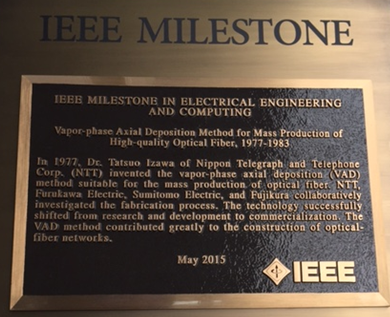 IEEE MILESTONE
IEEE MILESTONE IN ELECTRICAL ENGINEERING
AND COMPUTING
Vapor-phase Axial Deposition Method for Mass Production of
High-quality Optical Fiber, 1977-1983
In 1977, Dr. Tatsuo Izawa of Nippon Telegraph and Telephone
Corp. (NTT) invented the vapor-phase axial deposition (VAD)
method suitable for the mass production of optical fiber. NTT,
Furukawa Electric, Sumitomo Electric, and Fujikura collaboratively
investigated the fabrication process. The technology successfully
shifted from research and development to commercialization. The
VAD method contributed greatly to the construction of optical-
fiber networks.
May 2015
IEEE